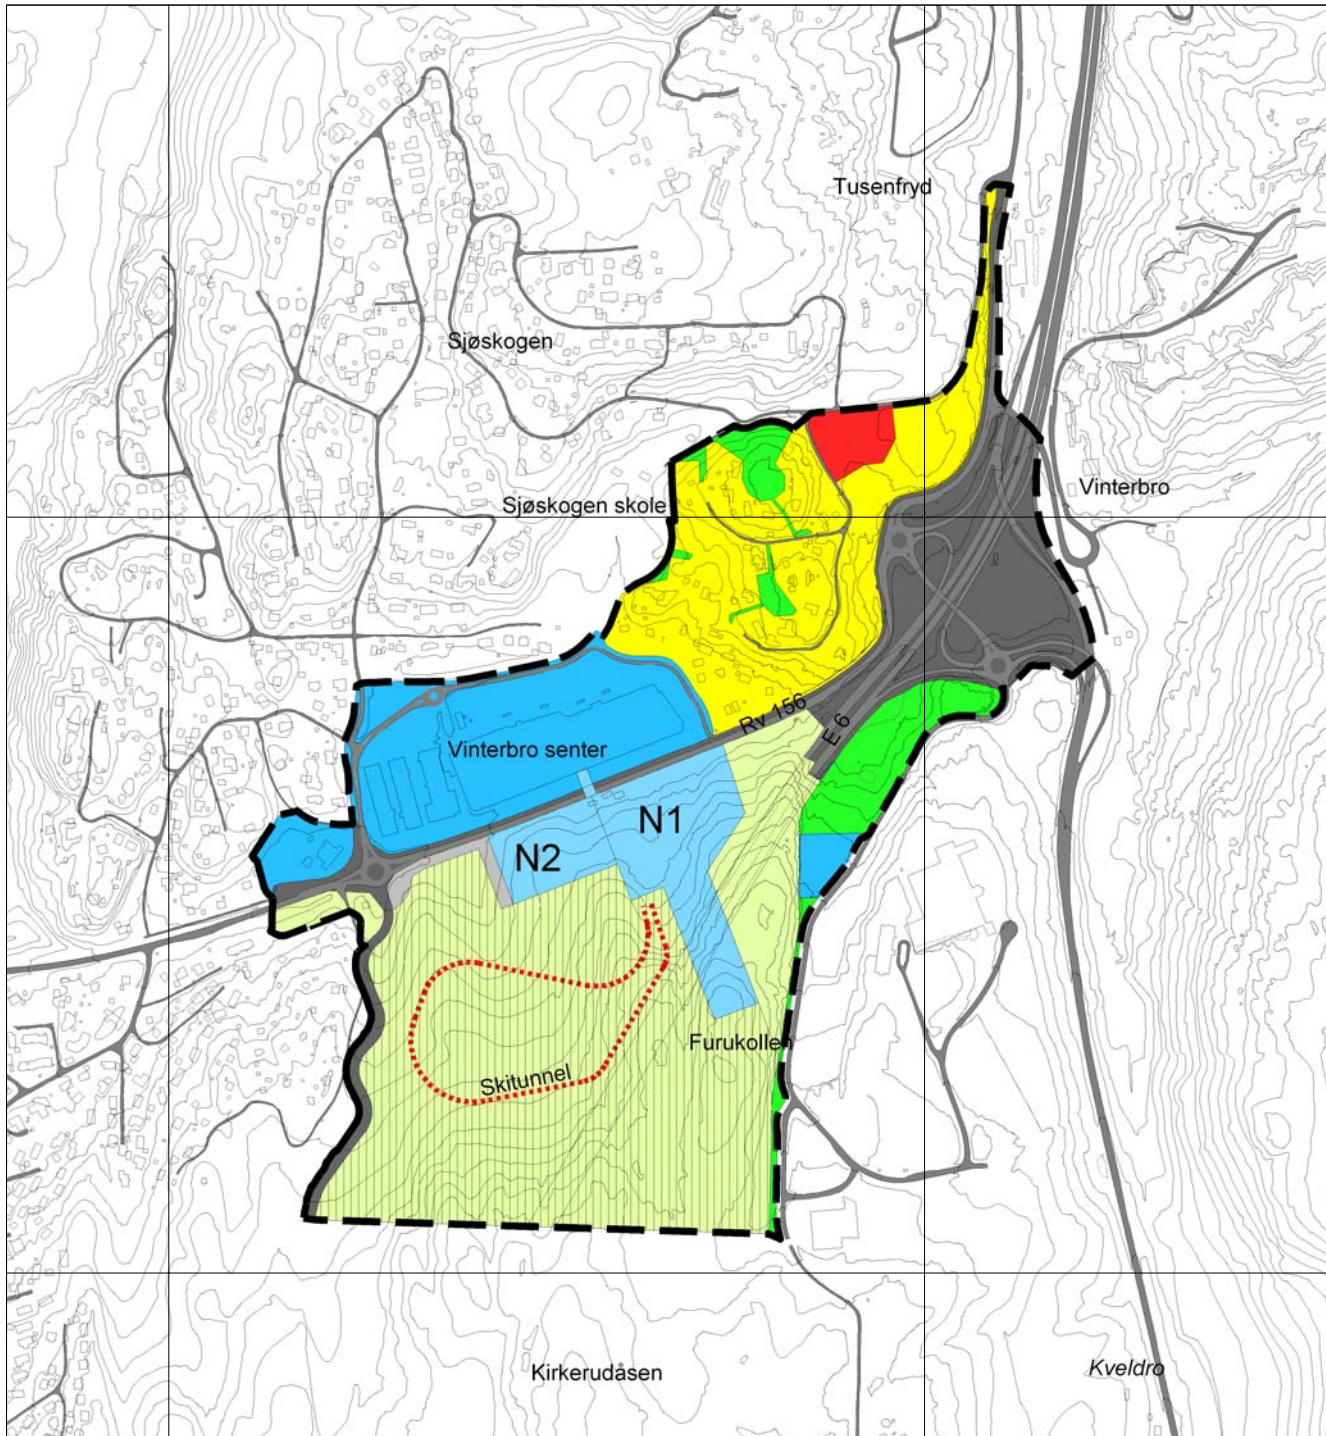 Tusenfryd
Sjøskogen
Vinterbro
Sjøskogen skole
Rv 156
E 6
Vinterbro senter
N1
N2
Furukollen
Skitunnel
Kirkerudåsen
Kveldro